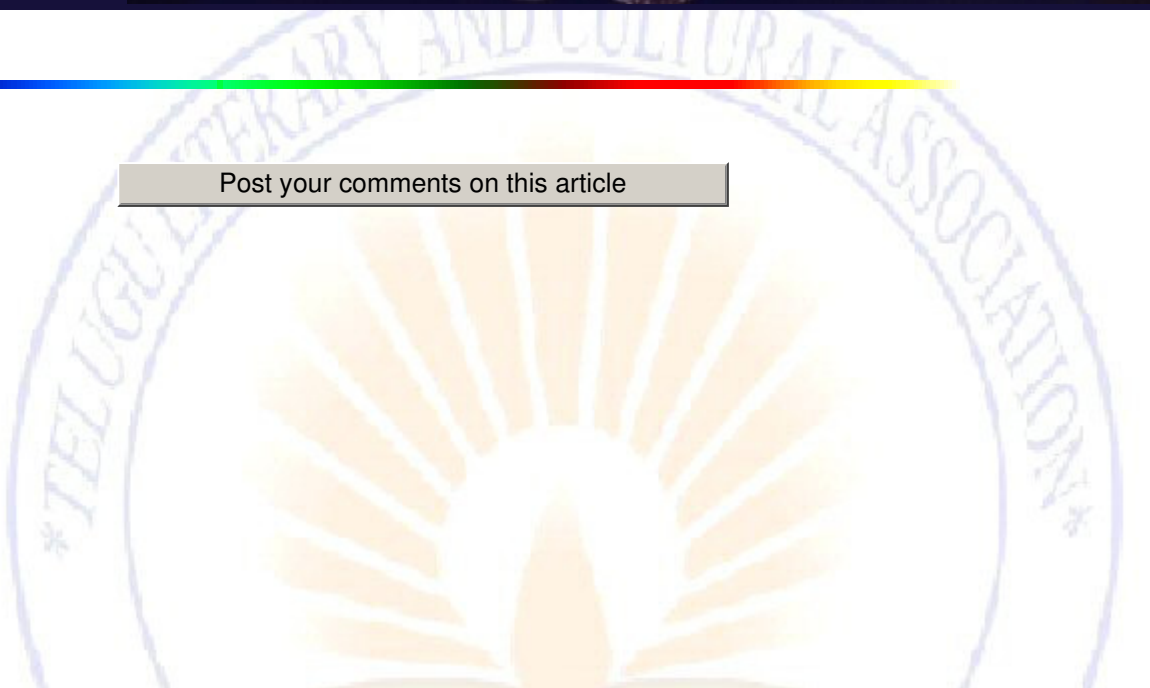 *TELUGU LITERARY AND CULTURAL ASSOCIATION*
Post your comments on this article